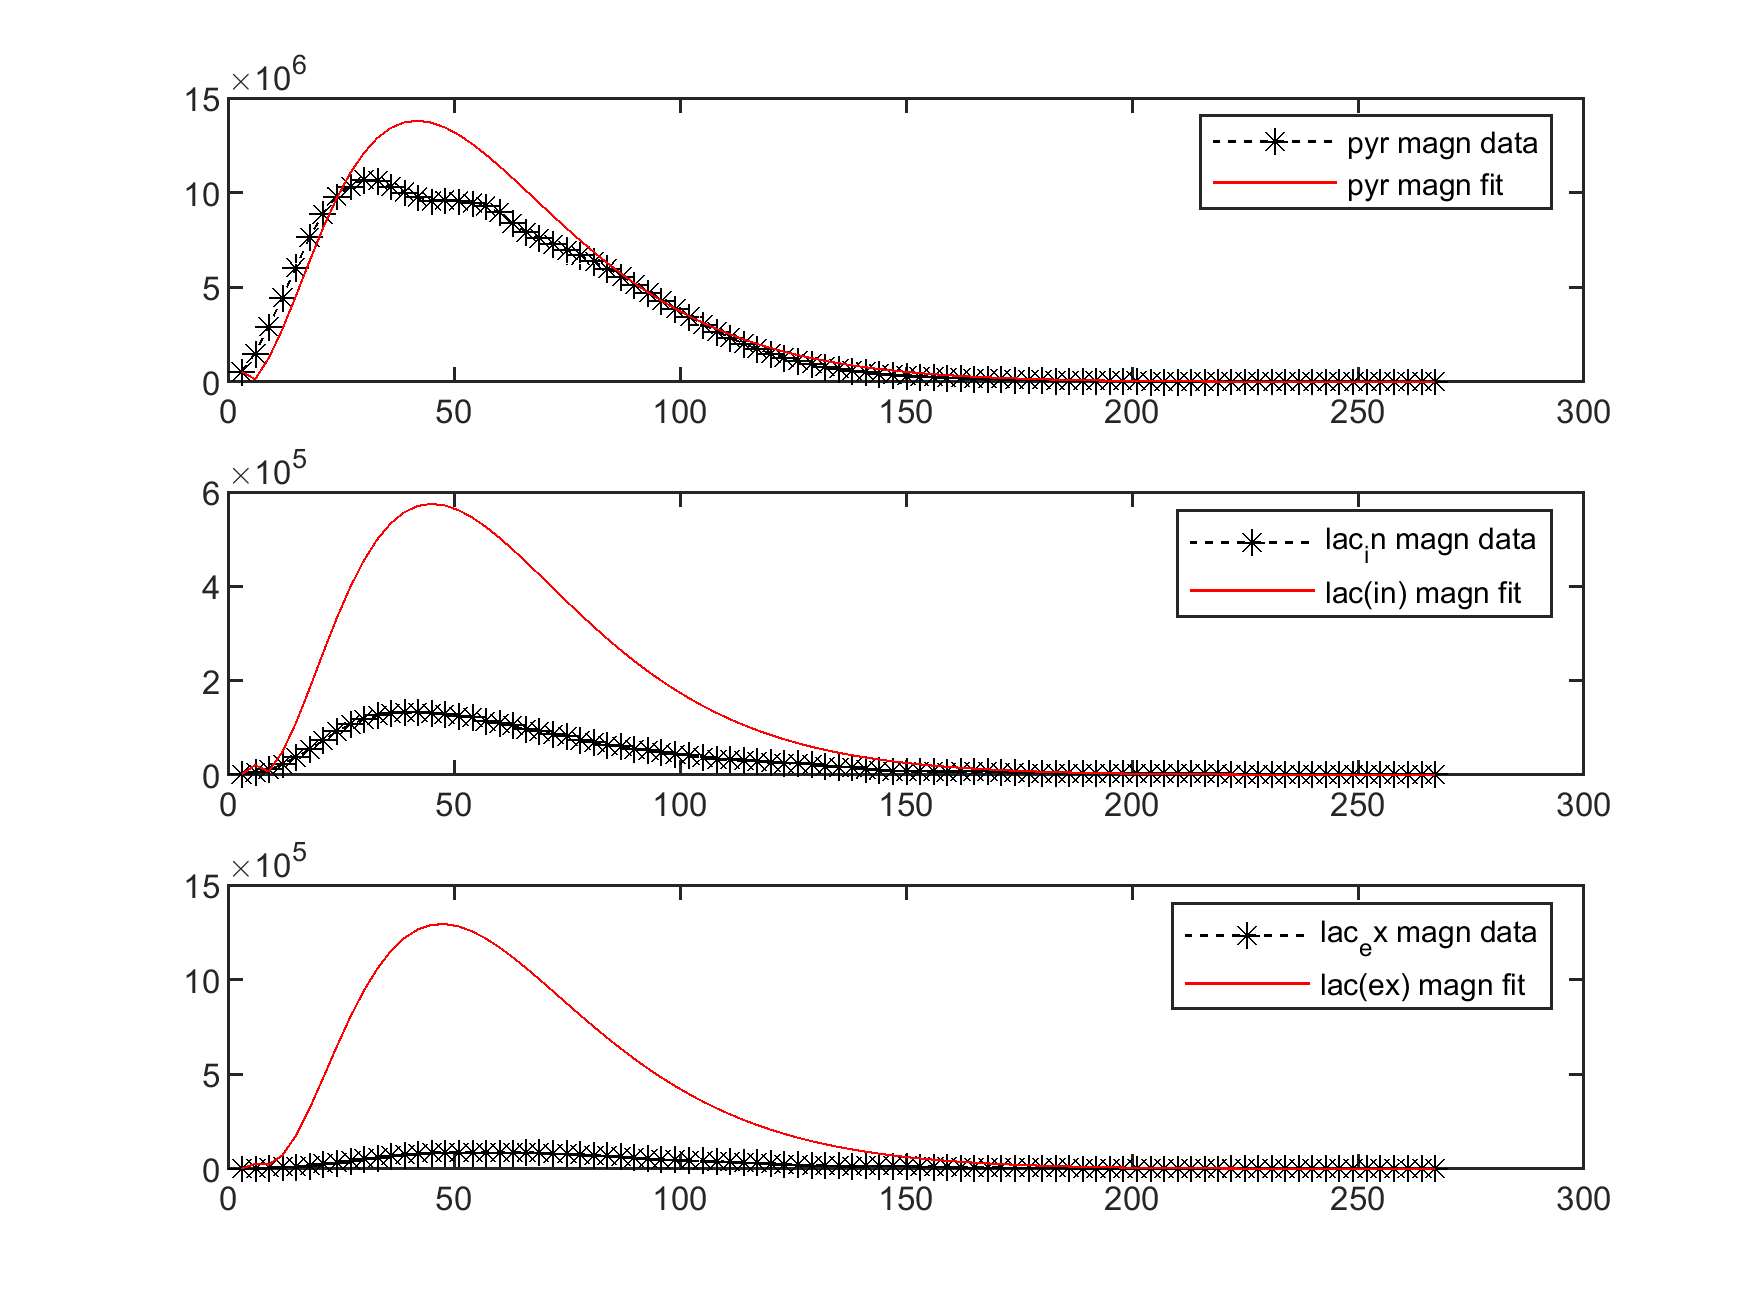 ×10^6
15
10
5
0
0 50 100 150 200 250 300
pyr magn data
pyr magn fit
×10^5
6
4
2
0
0 50 100 150 200 250 300
lac_in magn data
lac(in) magn fit
×10^5
15
10
5
0
0 50 100 150 200 250 300
lac_ex magn data
lac(ex) magn fit